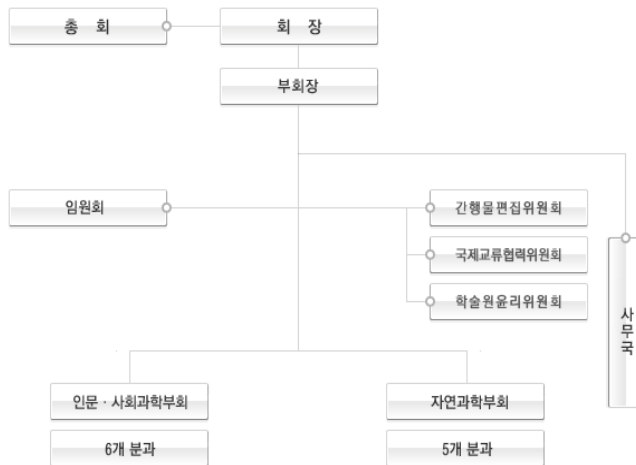 총 회
회 장
부회장
임원회
간행물편집위원회
국제교류협력위원회
학술원윤리위원회
사무국
인문 · 사회과학부회
자연과학부회
6개 분과
5개 분과